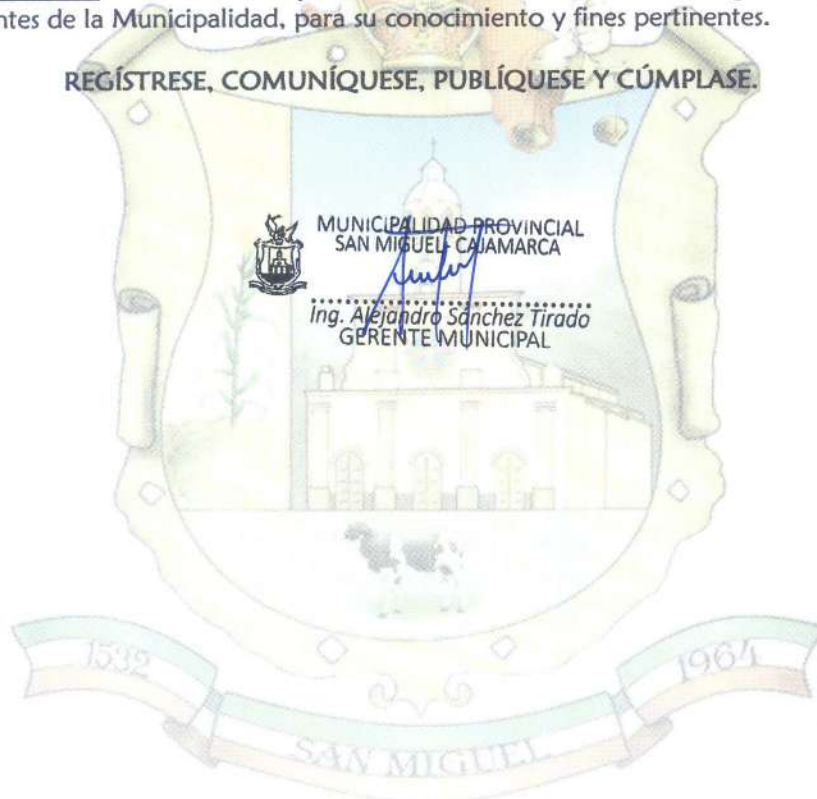 ntes de la Municipalidad, para su conocimiento y fines pertinentes.
REGÍSTRESE, COMUNÍQUESE, PUBLÍQUESE Y CÚMPLASE.
MUNICIPALIDAD PROVINCIAL
SAN MIGUEL CAJAMARCA
Ing. Alejandro Sánchez Tirado
GERENTE MUNICIPAL
1532
1964
SAN MIGUEL